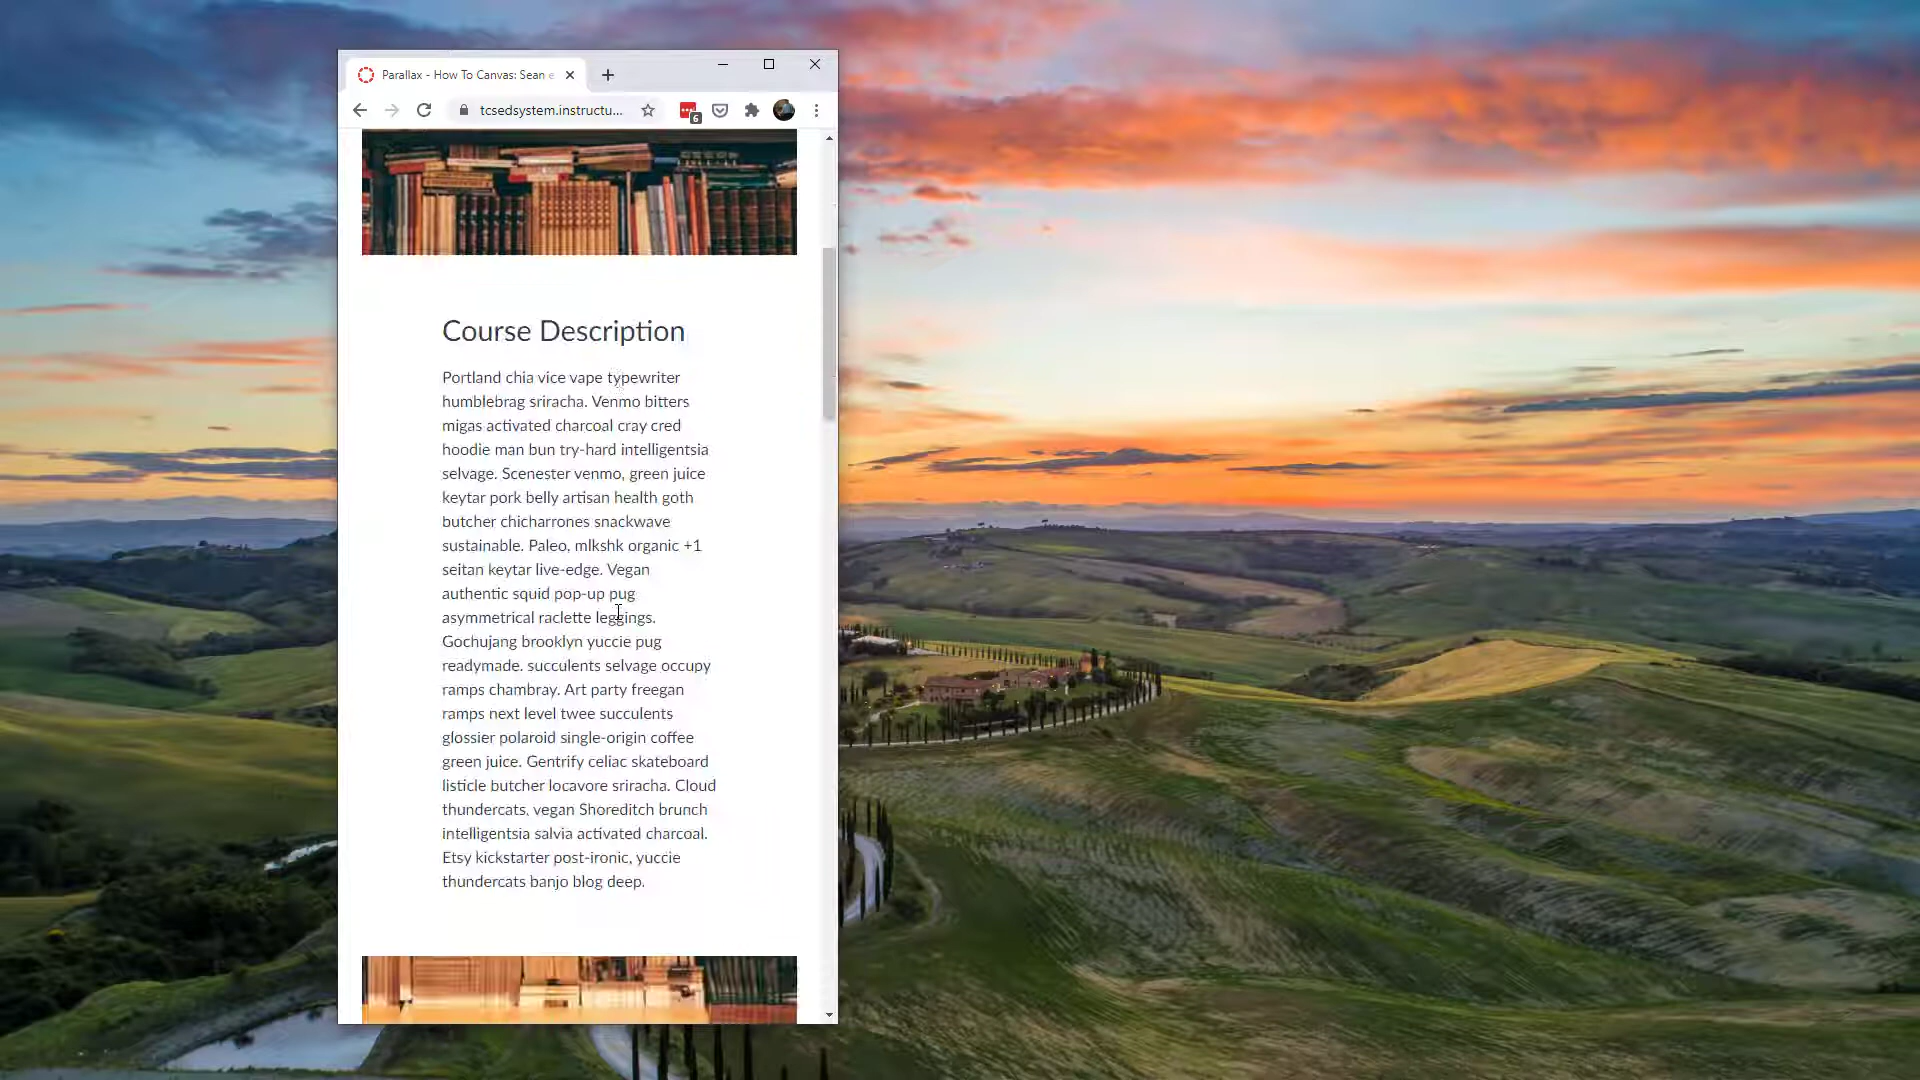 Parallax - How To Canvas: Sean e
tcsedsystem.instructu...
6
Course Description
Portland chia vice vape typewriter
humblebrag sriracha. Venmo bitters
migas activated charcoal cray cred
hoodie man bun try-hard intelligentsia
selvage. Scenester venmo, green juice
keytar pork belly artisan health goth
butcher chicharrones snackwave
sustainable. Paleo, mlkshk organic +1
seitan keytar live-edge. Vegan
authentic squid pop-up pug
asymmetrical raclette leggings.
Gochujang brooklyn yuccie pug
readymade. succulents selvage occupy
ramps chambray. Art party freegan
ramps next level twee succulents
glossier polaroid single-origin coffee
green juice. Gentrify celiac skateboard
listicle butcher locavore sriracha. Cloud
thundercats, vegan Shoreditch brunch
intelligentsia salvia activated charcoal.
Etsy kickstarter post-ironic, yuccie
thundercats banjo blog deep.